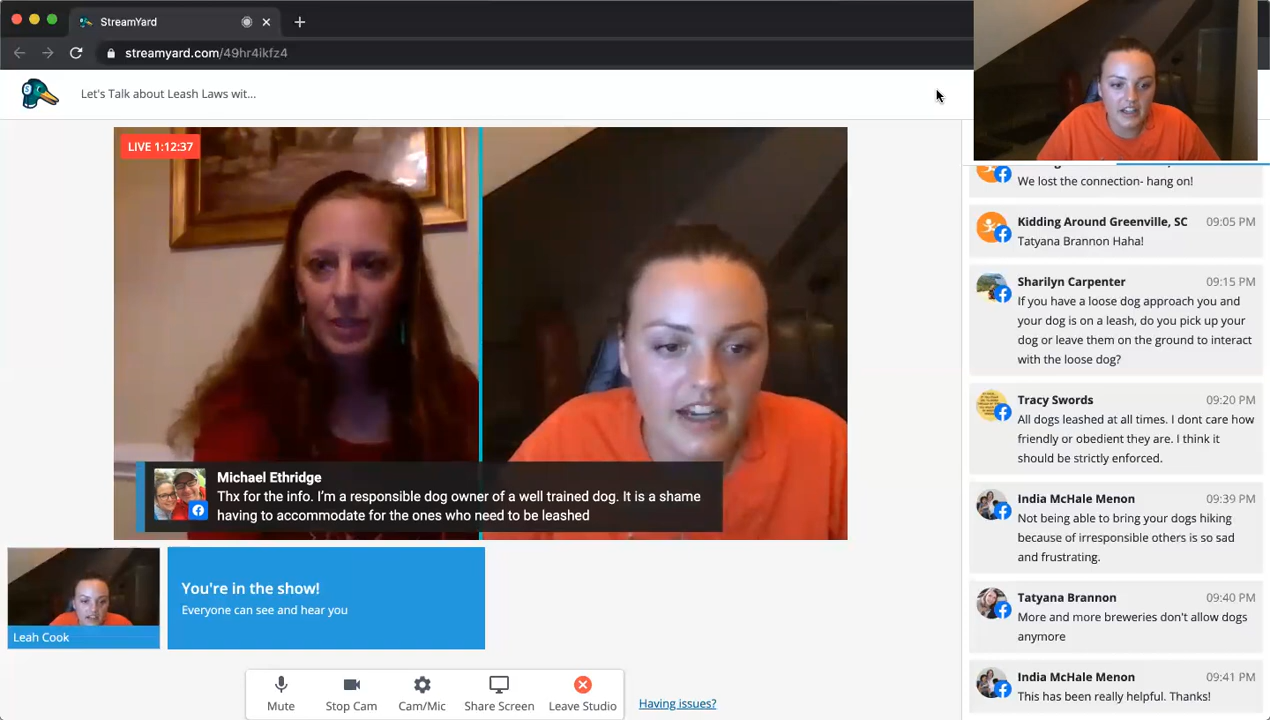 StreamYard
streamyard.com/49hr4ikfz4
Let's Talk about Leash Laws wit...
LIVE 1:12:37
Michael Ethridge
Thx for the info. I'm a responsible dog owner of a well trained dog. It is a shame
having to accommodate for the ones who need to be leashed
Leah Cook
You're in the show!
Everyone can see and hear you
Mute
Stop Cam
Cam/Mic
Share Screen
Leave Studio
Having issues?
We lost the connection- hang on!
Kidding Around Greenville, SC 09:05 PM
Tatyana Brannon Haha!
Sharilyn Carpenter 09:15 PM
If you have a loose dog approach you and
your dog is on a leash, do you pick up your
dog or leave them on the ground to interact
with the loose dog?
Tracy Swords 09:20 PM
All dogs leashed at all times. I dont care how
friendly or obedient they are. I think it
should be strictly enforced.
India McHale Menon 09:39 PM
Not being able to bring your dogs hiking
because of irresponsible others is so sad
and frustrating.
Tatyana Brannon 09:40 PM
More and more breweries don't allow dogs
anymore
India McHale Menon 09:41 PM
This has been really helpful. Thanks!